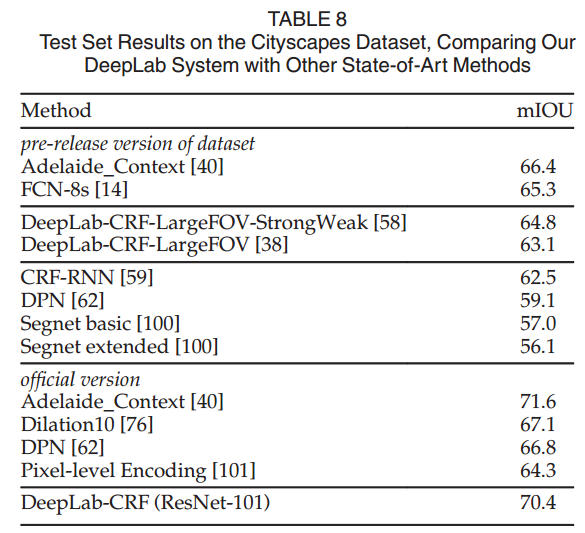 TABLE 8
Test Set Results on the Cityscapes Dataset, Comparing Our
DeepLab System with Other State-of-Art Methods
Method mIOU
pre-release version of dataset
Adelaide_Context [40] 66.4
FCN-8s [14] 65.3
DeepLab-CRF-LargeFOV-StrongWeak [58] 64.8
DeepLab-CRF-LargeFOV [38] 63.1
CRF-RNN [59] 62.5
DPN [62] 59.1
Segnet basic [100] 57.0
Segnet extended [100] 56.1
official version
Adelaide_Context [40] 71.6
Dilation10 [76] 67.1
DPN [62] 66.8
Pixel-level Encoding [101] 64.3
DeepLab-CRF (ResNet-101) 70.4